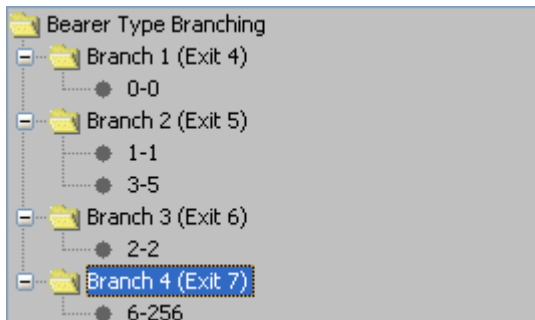 Bearer Type Branching
Branch 1 (Exit 4)
0-0
Branch 2 (Exit 5)
1-1
3-5
Branch 3 (Exit 6)
2-2
Branch 4 (Exit 7)
6-256